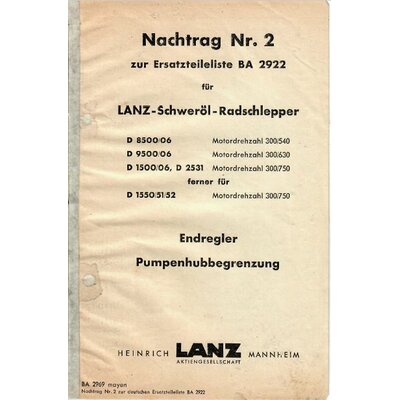 Nachtrag Nr. 2
zur Ersatzteileliste BA 2922
für
LANZ-Schweröl-Radschlepper
D 8500/06 Motordrehzahl 300/540
D 9500/06 Motordrehzahl 300/630
D 1500/06, D 2531 Motordrehzahl 300/750
ferner für
D 1550/51/52 Motordrehzahl 300/750
Endregler
Pumpenhubbegrenzung
HEINRICH LANZ MANNHEIM
AKTIENGESELLSCHAFT
BA 2969 mayen
Nachtrag Nr. 2 zur deutschen Ersatzteileliste BA 2922